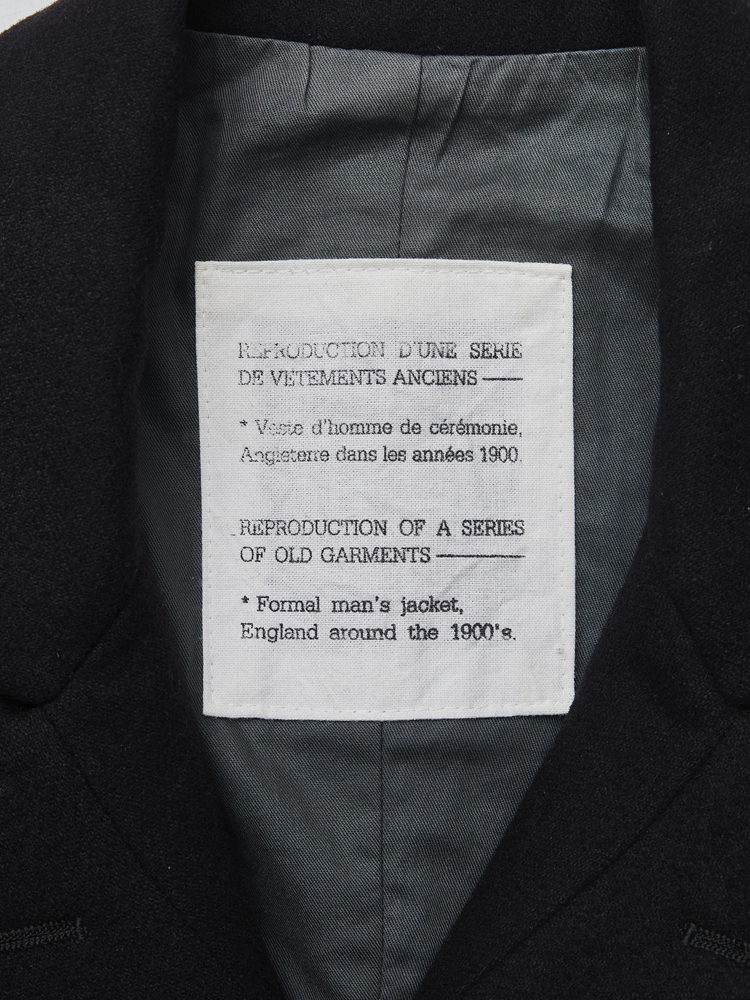 REPRODUCTION D'UNE SERIE
DE VETEMENTS ANCIENS ——
* Veste d'homme de cérémonie,
Angleterre dans les années 1900.
REPRODUCTION OF A SERIES
OF OLD GARMENTS ————
* Formal man's jacket,
England around the 1900's.